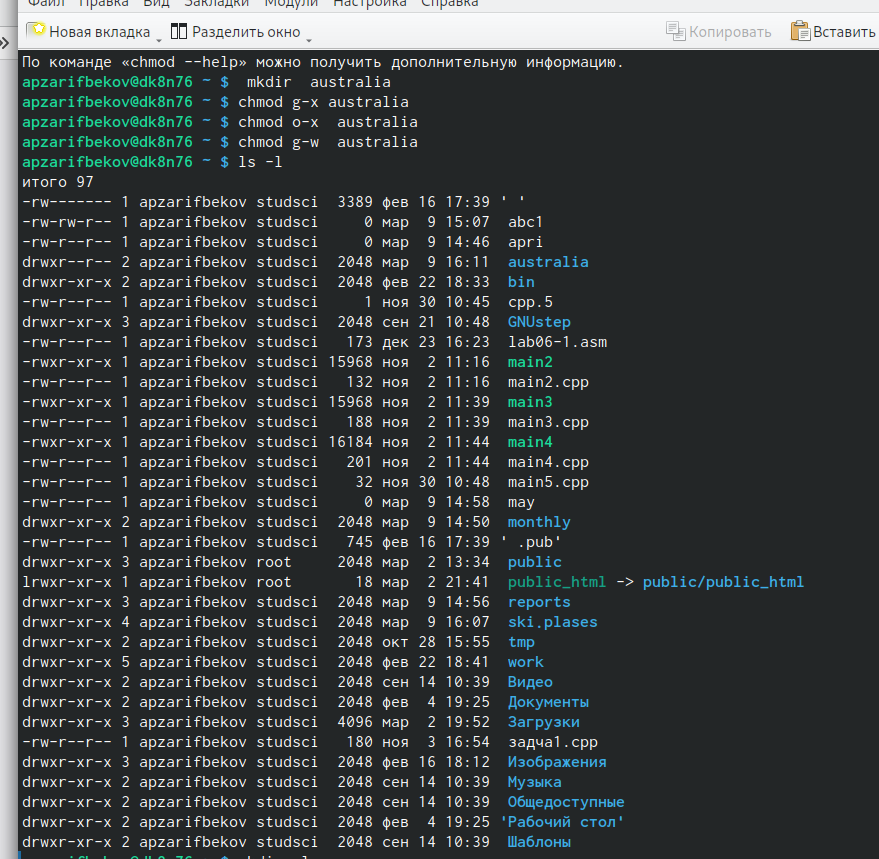 Файл Правка Вид Закладки Модули Настройка Справка
Новая вкладка Разделить окно Копировать Вставить
По команде «chmod --help» можно получить дополнительную информацию.
apzarifbekov@dk8n76 ~ $  mkdir  australia
apzarifbekov@dk8n76 ~ $ chmod g-x australia
apzarifbekov@dk8n76 ~ $ chmod o-x  australia
apzarifbekov@dk8n76 ~ $ chmod g-w  australia
apzarifbekov@dk8n76 ~ $ ls -l
итого 97
-rw------- 1 apzarifbekov studsci  3389 фев 16 17:39 ' '
-rw-rw-r-- 1 apzarifbekov studsci     0 мар  9 15:07  abc1
-rw-r--r-- 1 apzarifbekov studsci     0 мар  9 14:46  apri
drwxr--r-- 2 apzarifbekov studsci  2048 мар  9 16:11  australia
drwxr-xr-x 2 apzarifbekov studsci  2048 фев 22 18:33  bin
-rw-r--r-- 1 apzarifbekov studsci     1 ноя 30 10:45  cpp.5
drwxr-xr-x 3 apzarifbekov studsci  2048 сен 21 10:48  GNUstep
-rw-r--r-- 1 apzarifbekov studsci   173 дек 23 16:23  lab06-1.asm
-rwxr-xr-x 1 apzarifbekov studsci 15968 ноя  2 11:16  main2
-rw-r--r-- 1 apzarifbekov studsci   132 ноя  2 11:16  main2.cpp
-rwxr-xr-x 1 apzarifbekov studsci 15968 ноя  2 11:39  main3
-rw-r--r-- 1 apzarifbekov studsci   188 ноя  2 11:39  main3.cpp
-rwxr-xr-x 1 apzarifbekov studsci 16184 ноя  2 11:44  main4
-rw-r--r-- 1 apzarifbekov studsci   201 ноя  2 11:44  main4.cpp
-rw-r--r-- 1 apzarifbekov studsci    32 ноя 30 10:48  main5.cpp
-rw-r--r-- 1 apzarifbekov studsci     0 мар  9 14:58  may
drwxr-xr-x 2 apzarifbekov studsci  2048 мар  9 14:50  monthly
-rw-r--r-- 1 apzarifbekov studsci   745 фев 16 17:39 ' .pub'
drwxr-xr-x 3 apzarifbekov root     2048 мар  2 13:34  public
lrwxr-xr-x 1 apzarifbekov root       18 мар  2 21:41  public_html -> public/public_html
drwxr-xr-x 3 apzarifbekov studsci  2048 мар  9 14:56  reports
drwxr-xr-x 4 apzarifbekov studsci  2048 мар  9 16:07  ski.plases
drwxr-xr-x 2 apzarifbekov studsci  2048 окт 28 15:55  tmp
drwxr-xr-x 5 apzarifbekov studsci  2048 фев 22 18:41  work
drwxr-xr-x 2 apzarifbekov studsci  2048 сен 14 10:39  Видео
drwxr-xr-x 2 apzarifbekov studsci  2048 фев  4 19:25  Документы
drwxr-xr-x 3 apzarifbekov studsci  4096 мар  2 19:52  Загрузки
-rw-r--r-- 1 apzarifbekov studsci   180 ноя  3 16:54  задча1.cpp
drwxr-xr-x 3 apzarifbekov studsci  2048 фев 16 18:12  Изображения
drwxr-xr-x 2 apzarifbekov studsci  2048 сен 14 10:39  Музыка
drwxr-xr-x 2 apzarifbekov studsci  2048 сен 14 10:39  Общедоступные
drwxr-xr-x 2 apzarifbekov studsci  2048 фев  4 19:25 'Рабочий стол'
drwxr-xr-x 2 apzarifbekov studsci  2048 сен 14 10:39  Шаблоны